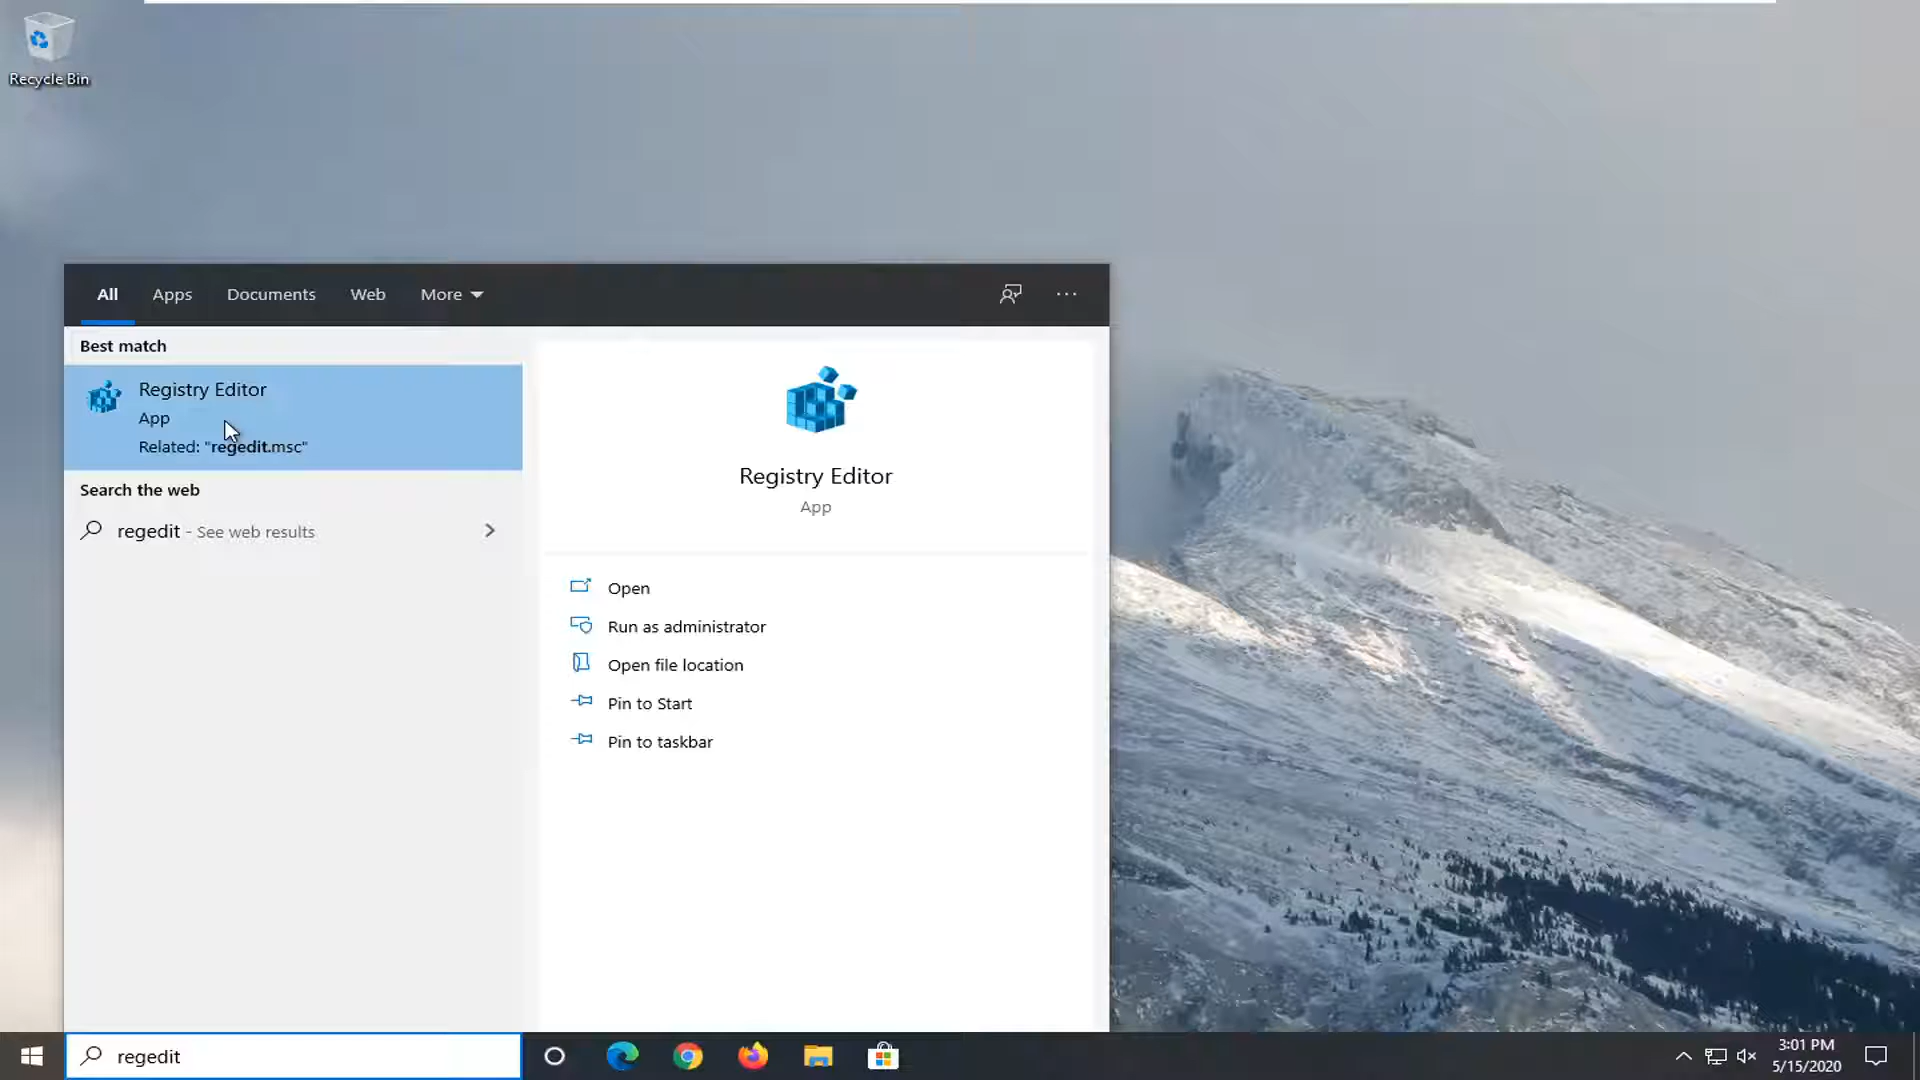 Recycle Bin
All Apps Documents Web More
Best match
Registry Editor
App
Related: "regedit.msc"
Search the web
regedit - See web results
Registry Editor
App
Open
Run as administrator
Open file location
Pin to Start
Pin to taskbar
regedit
3:01 PM
5/15/2020